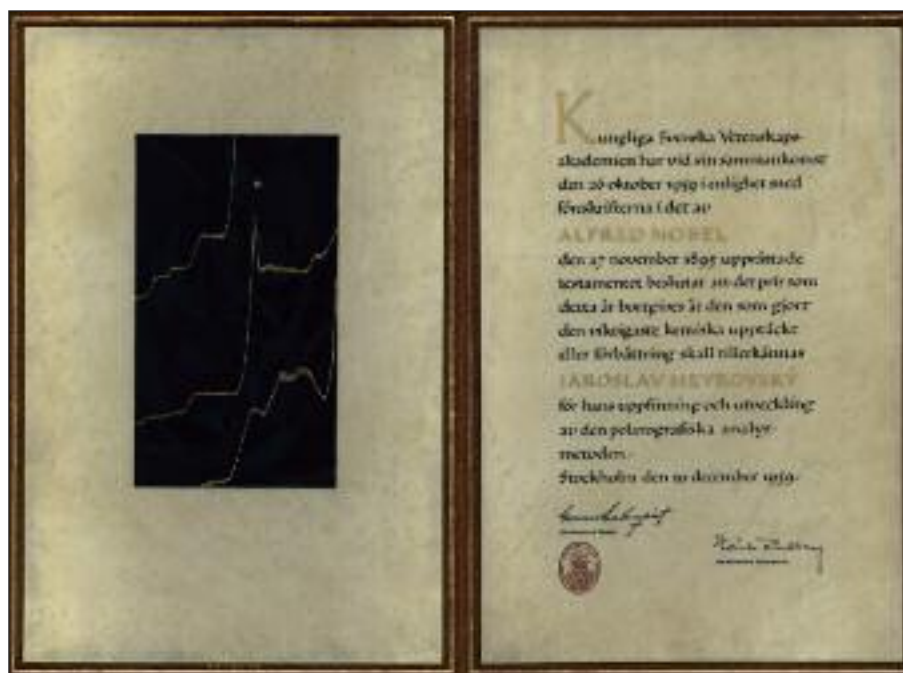 Kungliga Svenska Vetenskaps-
akademien har vid sin sammankomst
den 26 oktober 1959 i enlighet med
föreskrifterna i det av
ALFRED NOBEL
den 27 november 1895 upprättade
testamentet beslutat att det pris som
detta år bortgives åt den som gjort
den viktigaste kemiska upptäckt
eller förbättring skall tillerkännas
JAROSLAV HEYROVSKÝ
för hans uppfinning och utveckling
av den polarografiska analys-
metoden.
Stockholm den 10 december 1959.